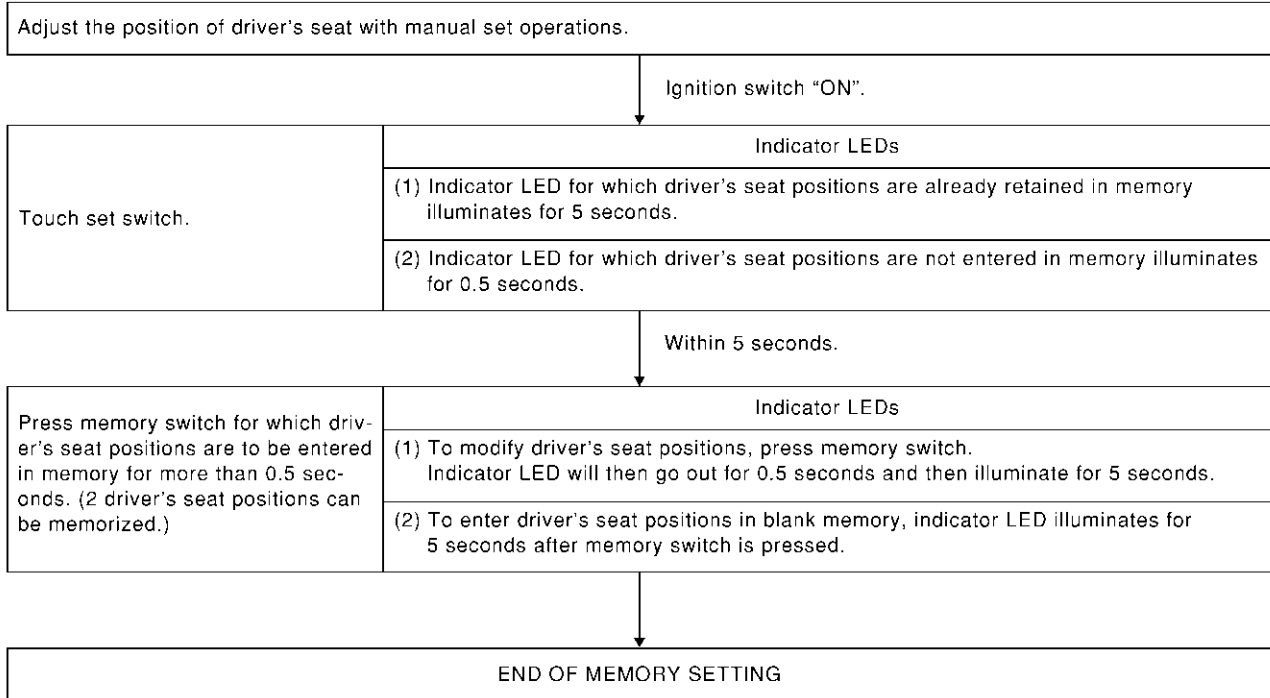 Adjust the position of driver's seat with manual set operations.
Ignition switch “ON”.
Touch set switch.
Indicator LEDs
(1) Indicator LED for which driver's seat positions are already retained in memory
illuminates for 5 seconds.
(2) Indicator LED for which driver's seat positions are not entered in memory illuminates
for 0.5 seconds.
Within 5 seconds.
Press memory switch for which driv-
er's seat positions are to be entered
in memory for more than 0.5 sec-
onds. (2 driver's seat positions can
be memorized.)
Indicator LEDs
(1) To modify driver's seat positions, press memory switch.
Indicator LED will then go out for 0.5 seconds and then illuminate for 5 seconds.
(2) To enter driver's seat positions in blank memory, indicator LED illuminates for
5 seconds after memory switch is pressed.
END OF MEMORY SETTING